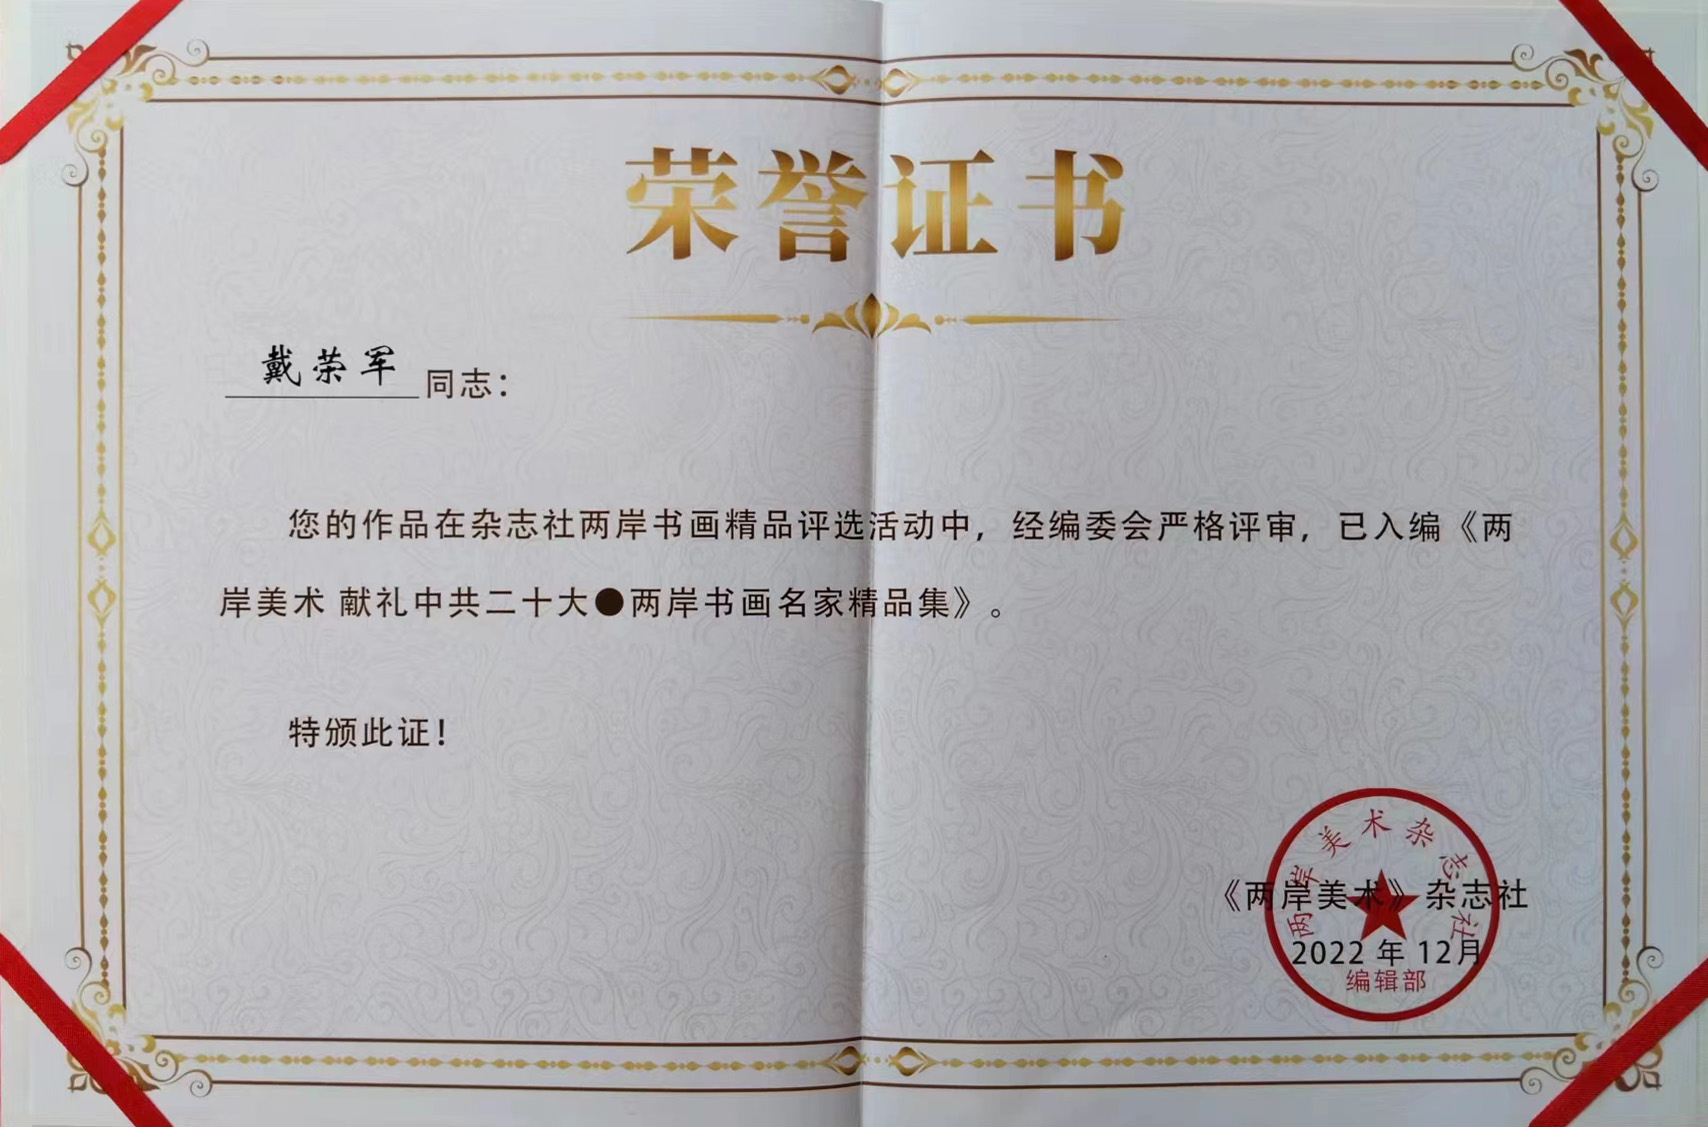 荣誉证书
戴荣军同志：
您的作品在杂志社两岸书画精品评选活动中，经编委会严格评审，已入编《两
岸美术 献礼中共二十大●两岸书画名家精品集》。
特颁此证！
两岸美术杂志社
《两岸美术》杂志社
2022 年 12月
编辑部